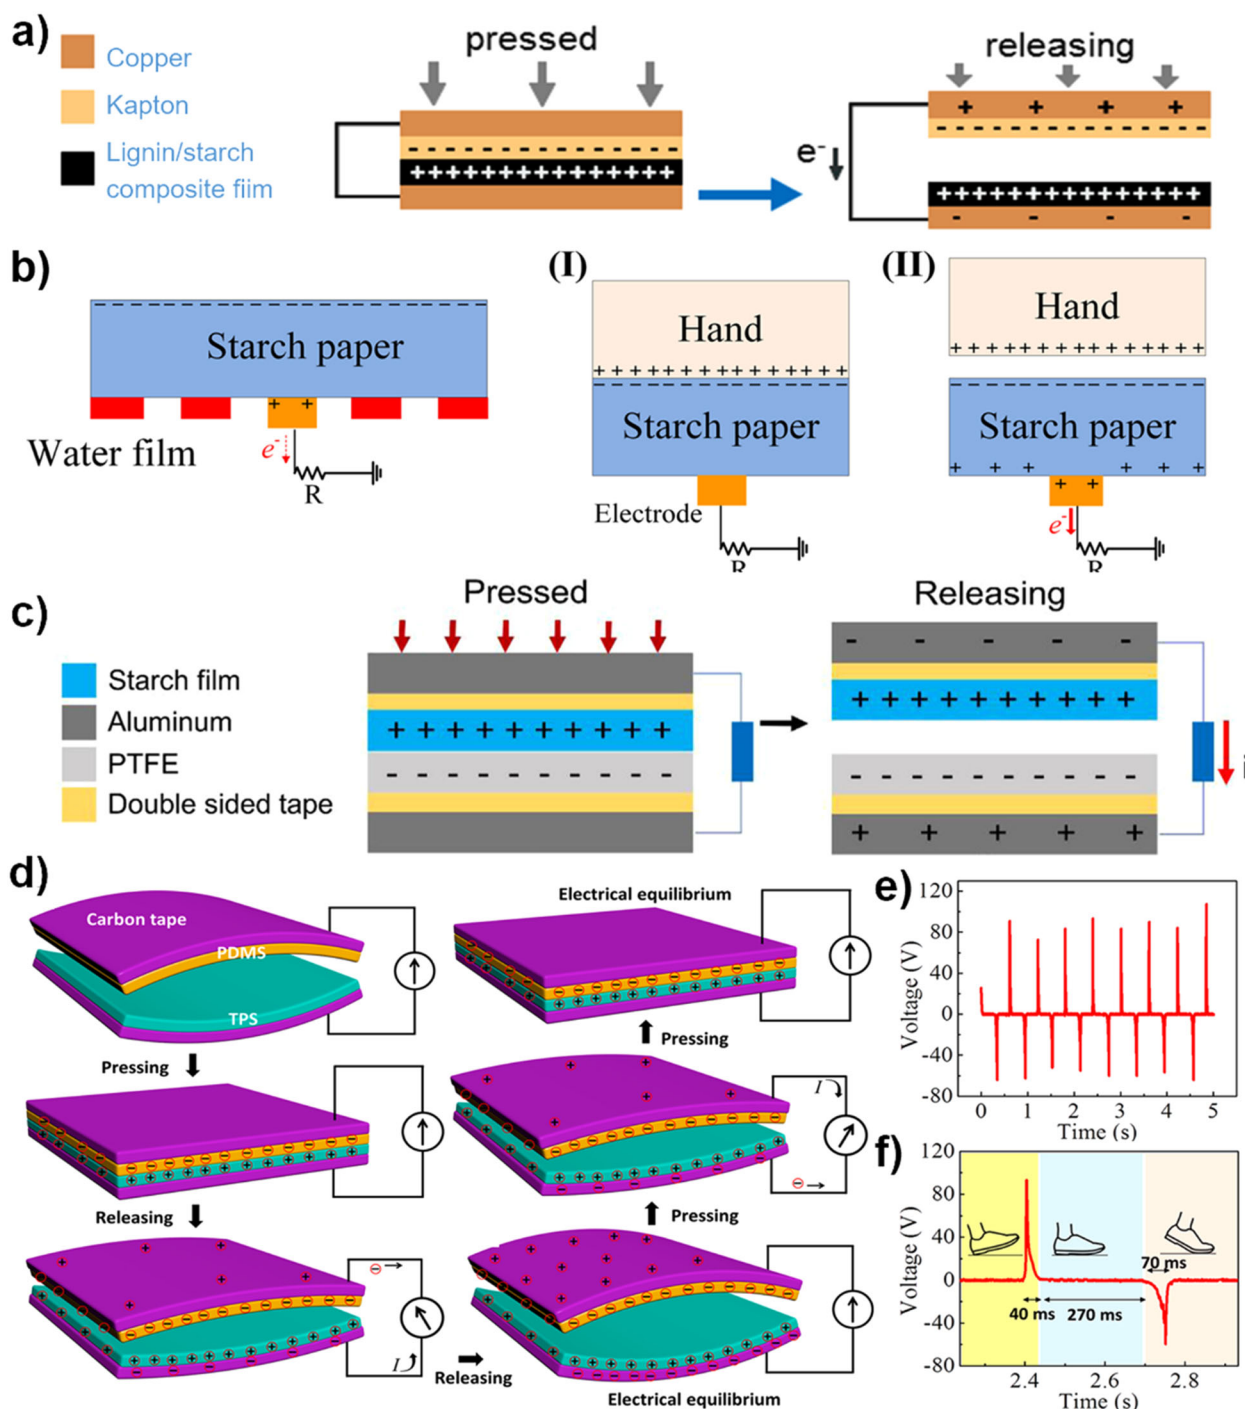 a)
Copper
Kapton
Lignin/starch
composite fiim
pressed
releasing
e-
b)
Starch paper
Water film
e-
R
(I)
Hand
Starch paper
Electrode
R
(II)
Hand
Starch paper
e-
R
c)
Starch film
Aluminum
PTFE
Double sided tape
Pressed
Releasing
i
d)
Carbon tape
PDMS
TPS
Pressing
Releasing
I
Releasing
Electrical equilibrium
Pressing
I
Pressing
Electrical equilibrium
e)
Voltage (V)
120
80
40
0
-40
-80
0 1 2 3 4 5
Time (s)
f)
Voltage (V)
120
80
40
0
-40
-80
70 ms
40 ms
270 ms
2.4 2.6 2.8
Time (s)